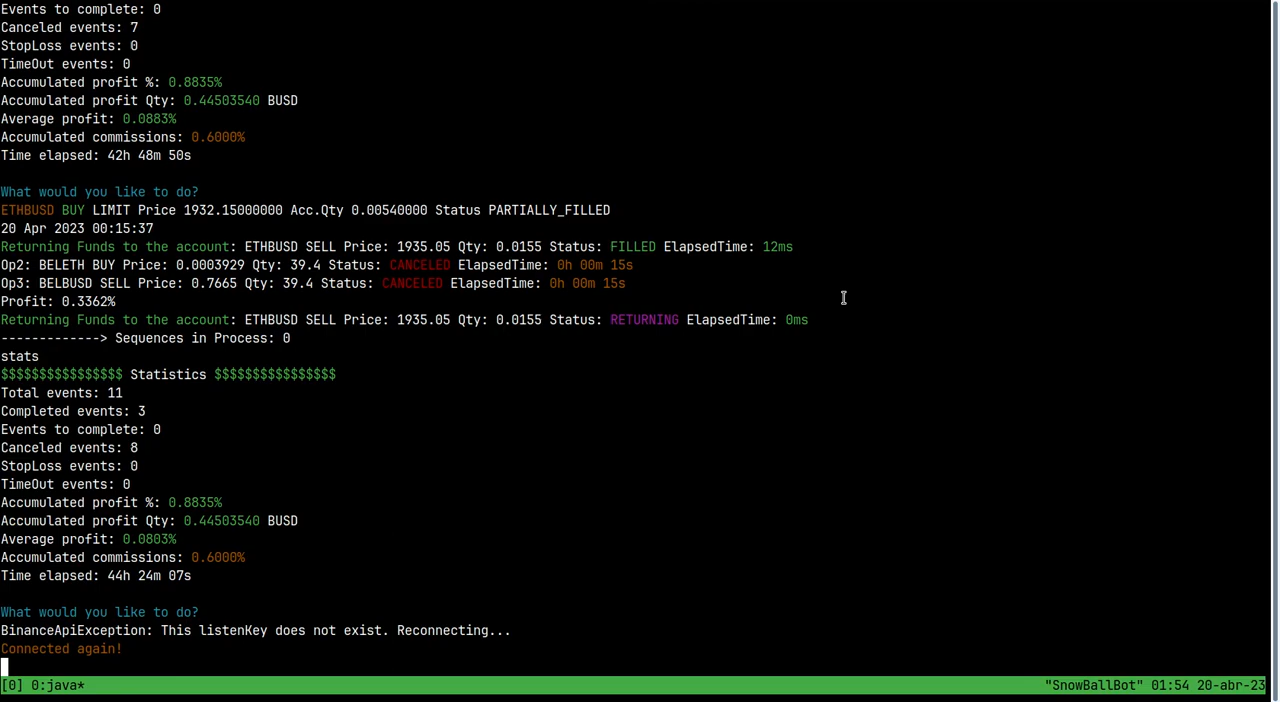 Events to complete: 0
Canceled events: 7
StopLoss events: 0
TimeOut events: 0
Accumulated profit %: 0.8835%
Accumulated profit Qty: 0.44503540 BUSD
Average profit: 0.0883%
Accumulated commissions: 0.6000%
Time elapsed: 42h 48m 50s
What would you like to do?
ETHBUSD BUY LIMIT Price 1932.15000000 Acc.Qty 0.00540000 Status PARTIALLY_FILLED
20 Apr 2023 00:15:37
Returning Funds to the account: ETHBUSD SELL Price: 1935.05 Qty: 0.0155 Status: FILLED ElapsedTime: 12ms
Op2: BELETH BUY Price: 0.0003929 Qty: 39.4 Status: CANCELED ElapsedTime: 0h 00m 15s
Op3: BELBUSD SELL Price: 0.7665 Qty: 39.4 Status: CANCELED ElapsedTime: 0h 00m 15s
Profit: 0.3362%
Returning Funds to the account: ETHBUSD SELL Price: 1935.05 Qty: 0.0155 Status: RETURNING ElapsedTime: 0ms
-------------> Sequences in Process: 0
stats
$$$$$$$$$$$$$$$$ Statistics $$$$$$$$$$$$$$$$
Total events: 11
Completed events: 3
Events to complete: 0
Canceled events: 8
StopLoss events: 0
TimeOut events: 0
Accumulated profit %: 0.8835%
Accumulated profit Qty: 0.44503540 BUSD
Average profit: 0.0803%
Accumulated commissions: 0.6000%
Time elapsed: 44h 24m 07s
What would you like to do?
BinanceApiException: This listenKey does not exist. Reconnecting...
Connected again!
[0] 0:java* "SnowBallBot" 01:54 20-abr-23